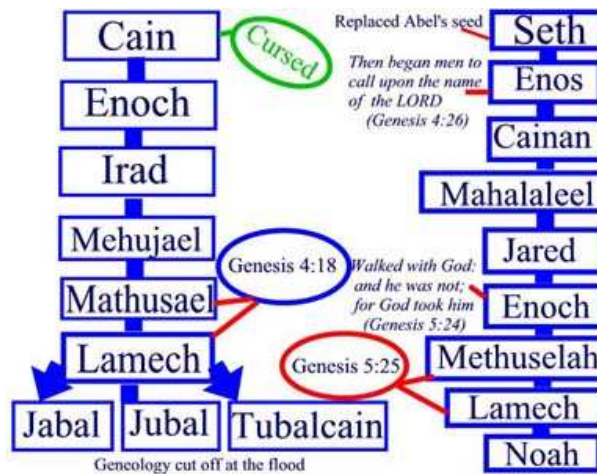 Cain
Cursed
Enoch
Irad
Mehujael
Mathusael
Genesis 4:18
Lamech
Jabal
Jubal
Tubalcain
Geneology cut off at the flood
Replaced Abel's seed
Seth
Then began men to
call upon the name
of the LORD
(Genesis 4:26)
Enos
Cainan
Mahalaleel
Jared
Walked with God:
and he was not;
for God took him
(Genesis 5:24)
Enoch
Genesis 5:25
Methuselah
Lamech
Noah